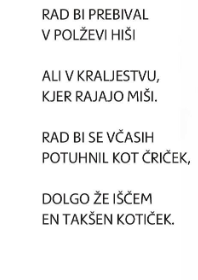 RAD BI PREBIVAL
V POLŽEVI HIŠI
ALI V KRALJESTVU,
KJER RAJAJO MIŠI.
RAD BI SE VČASIH
POTUHNIL KOT ČRIČEK,
DOLGO ŽE IŠČEM
EN TAKŠEN KOTIČEK.